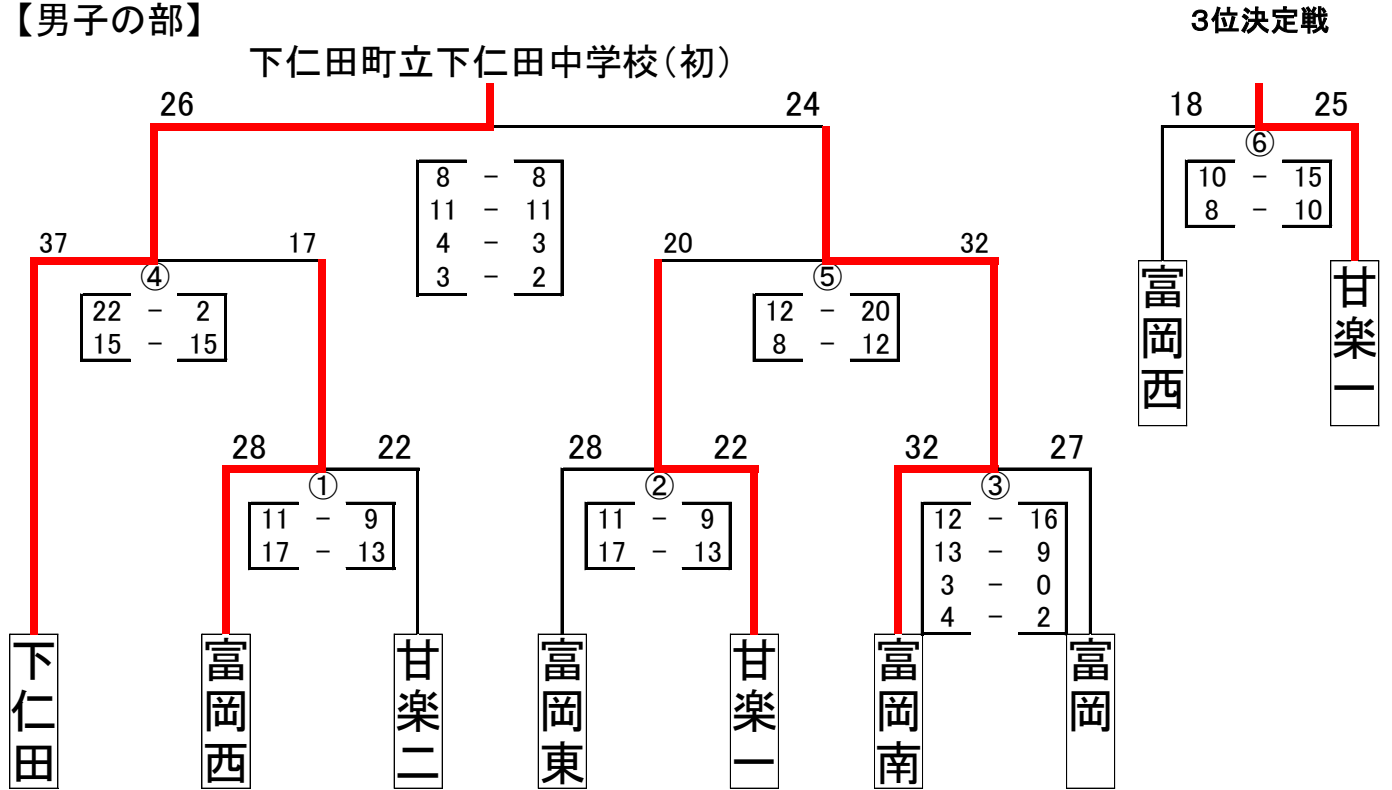 【男子の部】
3位決定戦
下仁田町立下仁田中学校（初）
26 24
18 25
⑥
8 － 8
11 － 11
4 － 3
3 － 2
10 － 15
8 － 10
37 17
20 32
④
⑤
22 － 2
15 － 15
12 － 20
8 － 12
富岡西
甘楽一
28 22
28 22
32 27
①
②
③
11 － 9
17 － 13
11 － 9
17 － 13
12 － 16
13 － 9
3 － 0
4 － 2
下仁田
富岡西
甘楽二
富岡東
甘楽一
富岡南
富岡